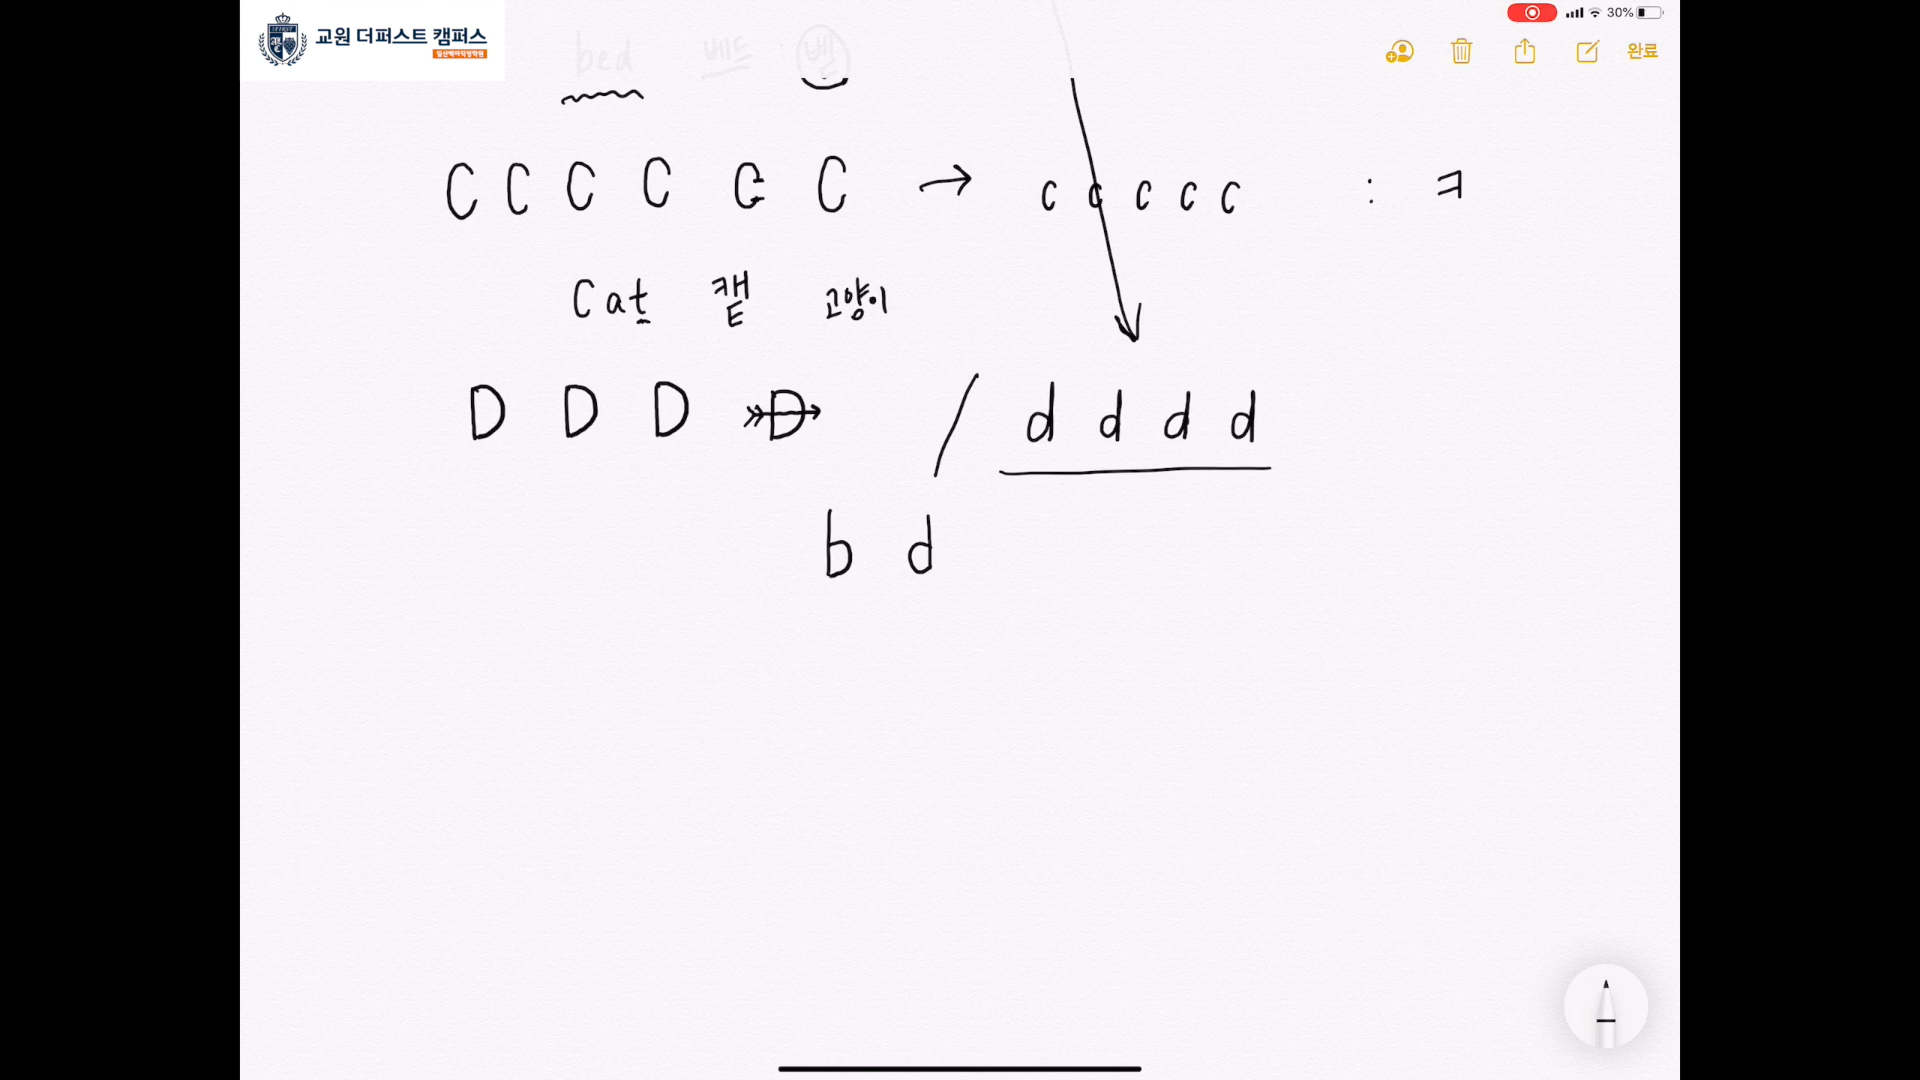 30%
교원 더퍼스트 캠퍼스
완료
bed 베드 벧
C C C C C C → c c c c c : ㅋ
Cat 캩 고양이
D D D D / d d d d
b d